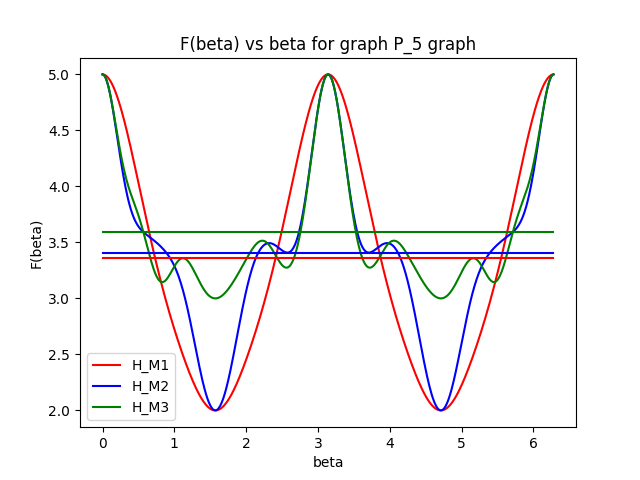 F(beta) vs beta for graph P_5 graph
F(beta)
5.0
4.5
4.0
3.5
3.0
2.5
2.0
H_M1
H_M2
H_M3
0 1 2 3 4 5 6
beta